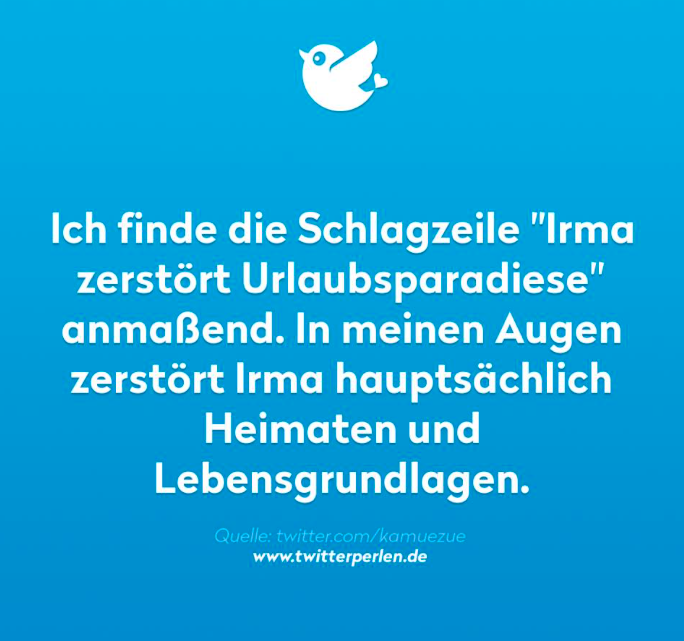 Ich finde die Schlagzeile "Irma
zerstört Urlaubsparadiese"
anmaßend. In meinen Augen
zerstört Irma hauptsächlich
Heimaten und
Lebensgrundlagen.
Quelle: twitter.com/kamuezue
www.twitterperlen.de